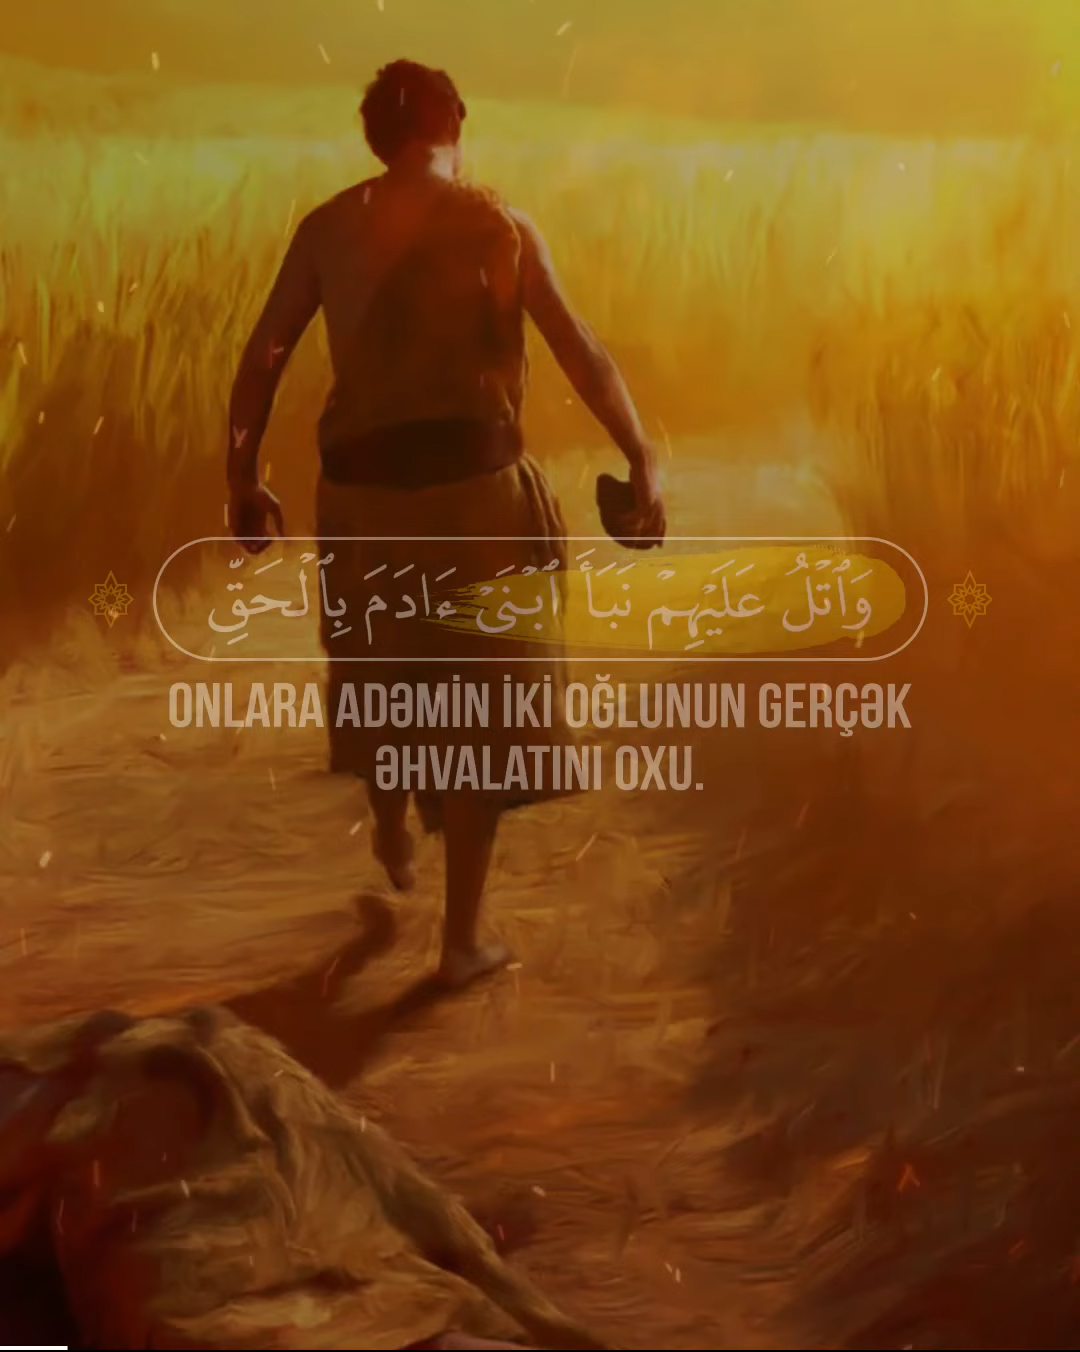 وَٱتْلُ عَلَيْهِمْ نَبَأَ ٱبْنَىْ ءَادَمَ بِٱلْحَقِّ
ONLARA ADƏMİN İKİ OĞLUNUN GERÇƏK
ƏHVALATINI OXU.